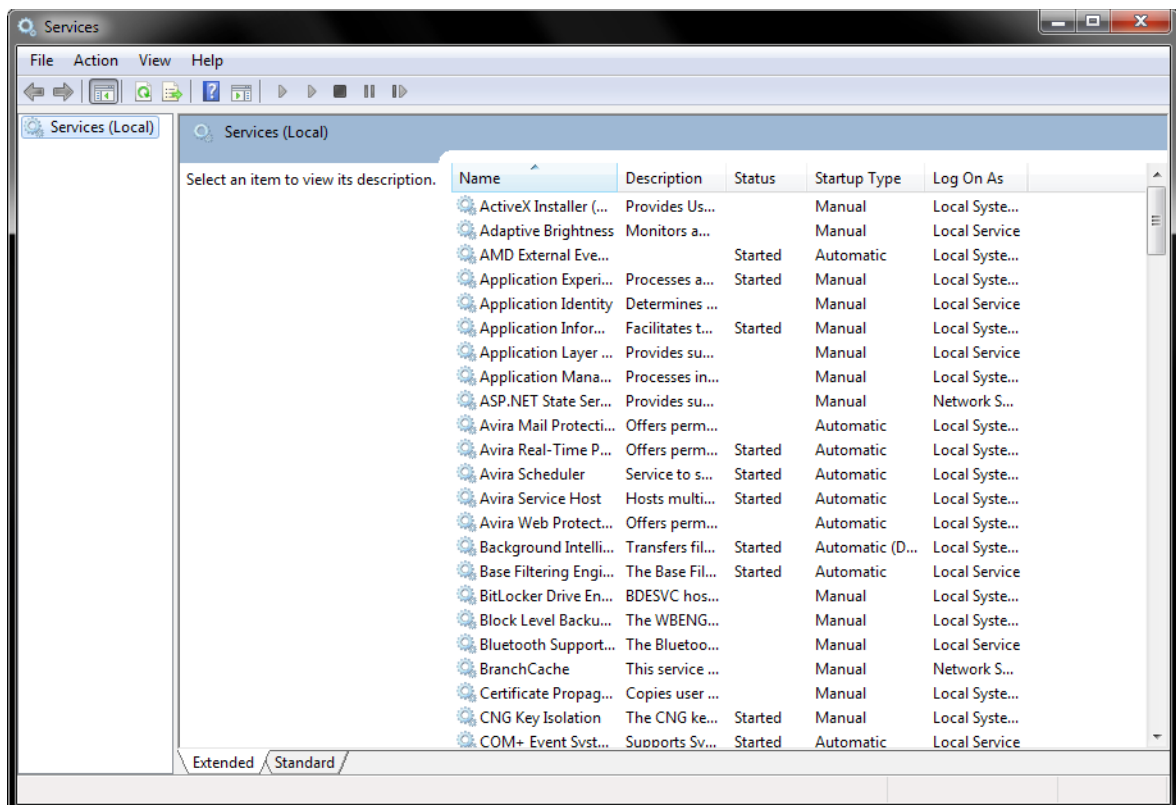 Services
File Action View Help
Services (Local)
Services (Local)
Select an item to view its description.
Name Description Status Startup Type Log On As
ActiveX Installer (... Provides Us... Manual Local Syste...
Adaptive Brightness Monitors a... Manual Local Service
AMD External Eve... Started Automatic Local Syste...
Application Experi... Processes a... Started Manual Local Syste...
Application Identity Determines ... Manual Local Service
Application Infor... Facilitates t... Started Manual Local Syste...
Application Layer ... Provides su... Manual Local Service
Application Mana... Processes in... Manual Local Syste...
ASP.NET State Ser... Provides su... Manual Network S...
Avira Mail Protecti... Offers perm... Automatic Local Syste...
Avira Real-Time P... Offers perm... Started Automatic Local Syste...
Avira Scheduler Service to s... Started Automatic Local Syste...
Avira Service Host Hosts multi... Started Automatic Local Syste...
Avira Web Protect... Offers perm... Automatic Local Syste...
Background Intelli... Transfers fil... Started Automatic (D... Local Syste...
Base Filtering Engi... The Base Fil... Started Automatic Local Service
BitLocker Drive En... BDESVC hos... Manual Local Syste...
Block Level Backu... The WBENG... Manual Local Syste...
Bluetooth Support... The Bluetoo... Manual Local Service
BranchCache This service ... Manual Network S...
Certificate Propag... Copies user ... Manual Local Syste...
CNG Key Isolation The CNG ke... Started Manual Local Syste...
COM+ Event Syst... Supports Sy... Started Automatic Local Service
Extended Standard